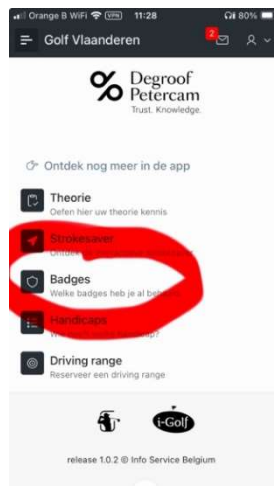 Orange B WiFi VPN 11:28 80%
Golf Vlaanderen 2
Degroof
Petercam
Trust. Knowledge.
Ontdek nog meer in de app
Theorie
Oefen hier uw theorie kennis
Strokesaver
Badges
Welke badges heb je al
Handicaps
Driving range
Reserveer een driving range
i-Golf
release 1.0.2 © Info Service Belgium